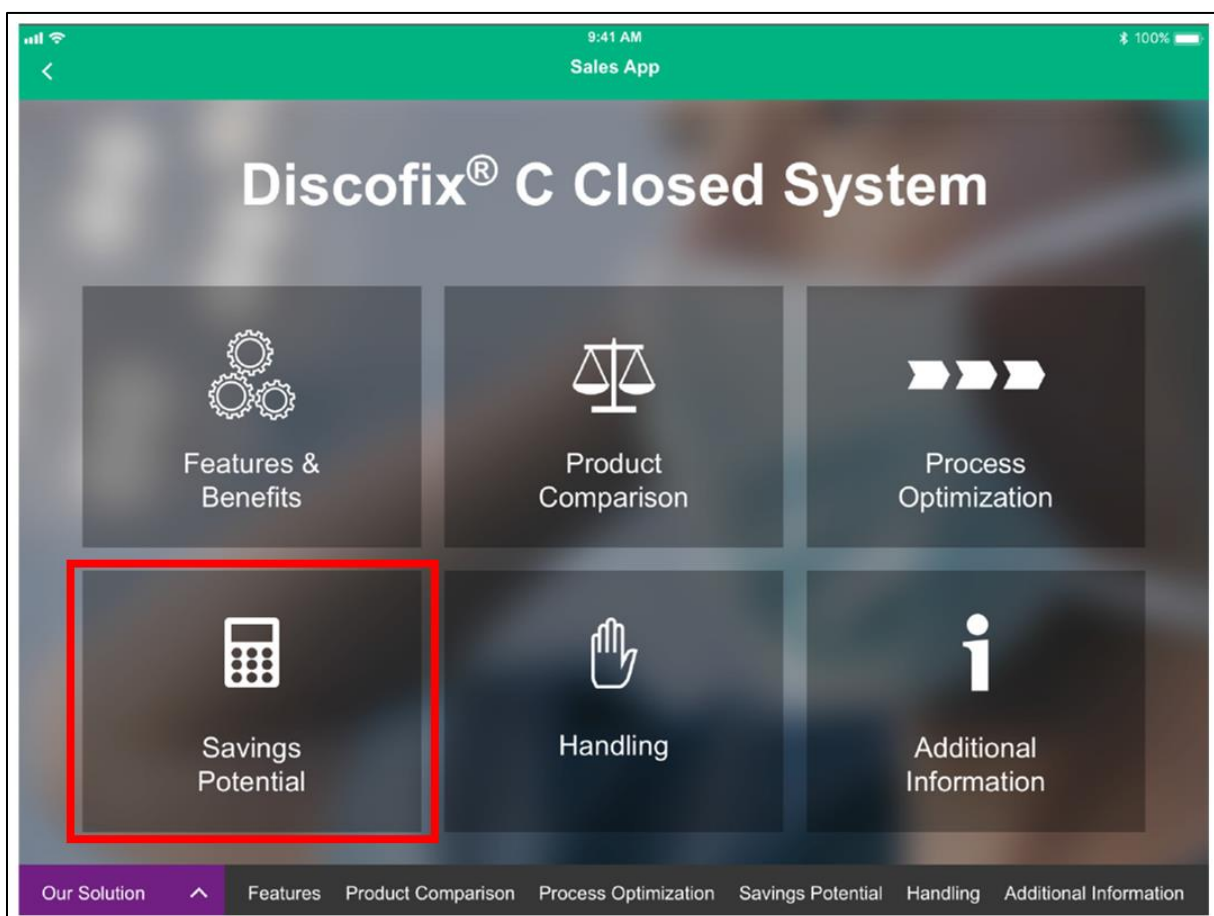 9:41 AM
100%
Sales App
Discofix® C Closed System
Features &
Benefits
Product
Comparison
Process
Optimization
Savings
Potential
Handling
Additional
Information
Our Solution
Features
Product Comparison
Process Optimization
Savings Potential
Handling
Additional Information